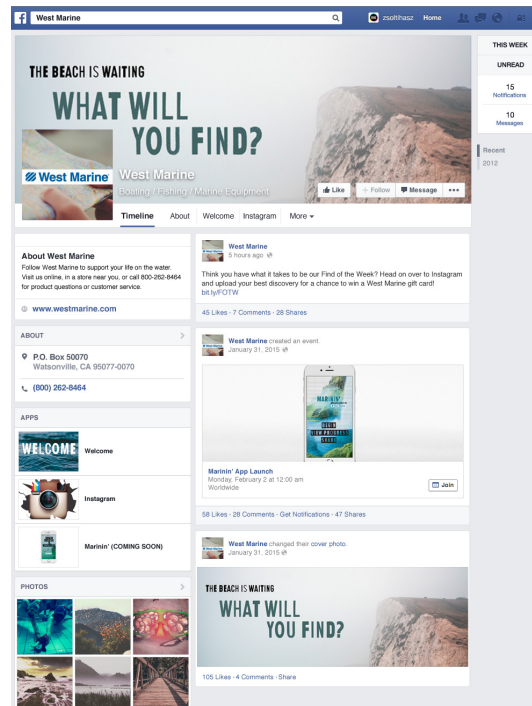 West Marine
zsoltihasz Home
THE BEACH IS WAITING
WHAT WILL
YOU FIND?
West Marine
West Marine
Boating / Fishing / Marine Equipment
Like
+ Follow
Message
Timeline
About
Welcome
Instagram
More
THIS WEEK
UNREAD
15
Notifications
10
Messages
Recent
2012
About West Marine
Follow West Marine to support your life on the water.
Visit us online, in a store near you, or call 800-262-8464
for product questions or customer service.
www.westmarine.com
ABOUT
P.O. Box 50070
Watsonville, CA 95077-0070
(800) 262-8464
APPS
WELCOME
Welcome
Instagram
Marinin' (COMING SOON)
PHOTOS
West Marine
5 hours ago
Think you have what it takes to be our Find of the Week? Head on over to Instagram
and upload your best discovery for a chance to win a West Marine gift card!
bit.ly/FOTW
45 Likes · 7 Comments · 28 Shares
West Marine created an event.
January 31, 2015
MARININ'
BEGIN
VIEW PROGRESS
SHARE
Marinin' App Launch
Monday, February 2 at 12:00 am
Worldwide
Join
58 Likes · 28 Comments · Get Notifications · 47 Shares
West Marine changed their cover photo.
January 31, 2015
THE BEACH IS WAITING
WHAT WILL
YOU FIND?
105 Likes · 4 Comments · Share